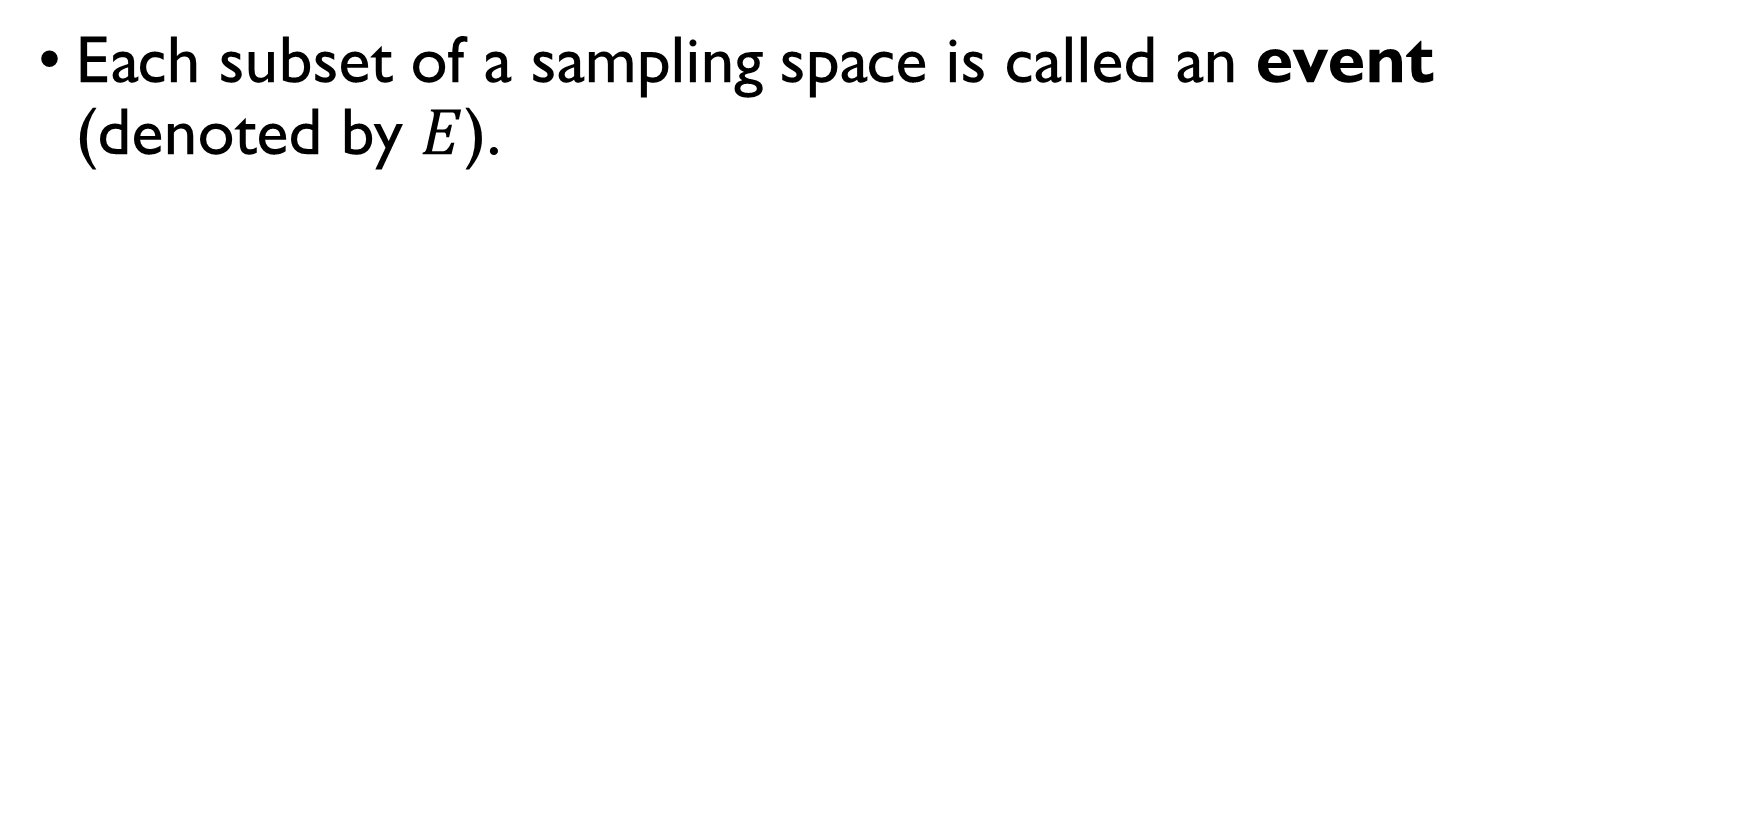 • Each subset of a sampling space is called an event
(denoted by 𝐸).